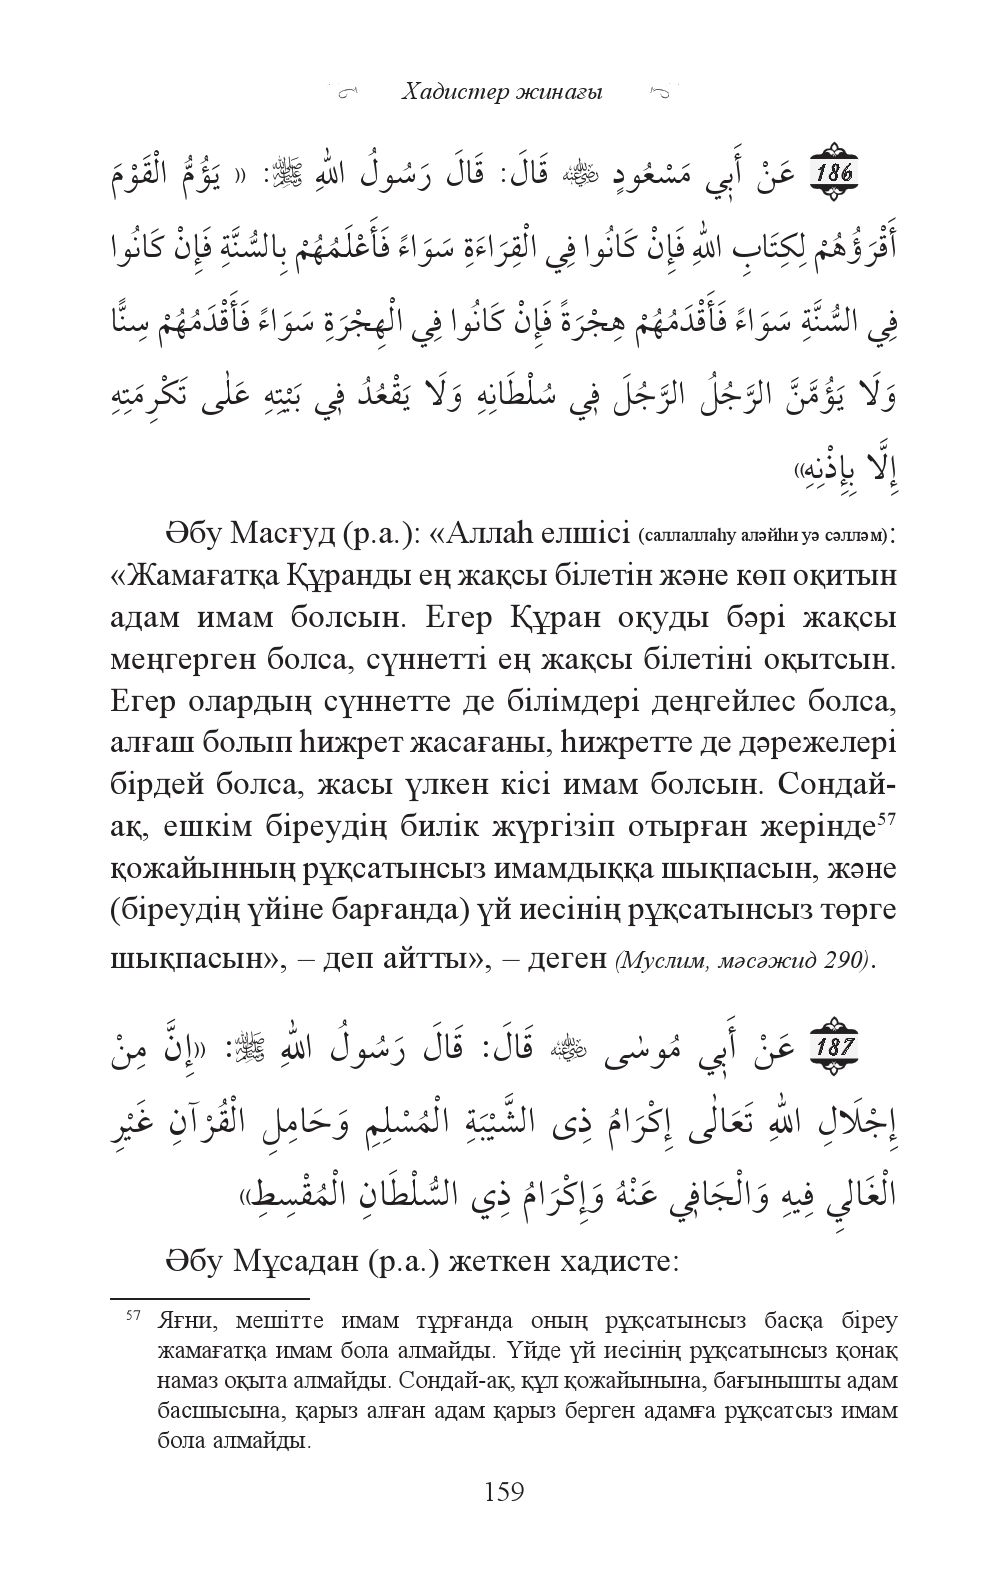 Хадистер жинағы
186 عَنْ أَبِي مَسْعُودٍ ﷺ قَالَ: قَالَ رَسُولُ اللهِ ﷺ: « يَؤُمُّ الْقَوْمَ
أَقْرَؤُهُمْ لِكِتَابِ اللهِ فَإِنْ كَانُوا فِي الْقِرَاءَةِ سَوَاءً فَأَعْلَمُهُمْ بِالسُّنَّةِ فَإِنْ كَانُوا
فِي السُّنَّةِ سَوَاءً فَأَقْدَمُهُمْ هِجْرَةً فَإِنْ كَانُوا فِي الْهِجْرَةِ سَوَاءً فَأَقْدَمُهُمْ سِنًّا
وَلَا يَؤُمَّنَّ الرَّجُلُ الرَّجُلَ فِي سُلْطَانِهِ وَلَا يَقْعُدُ فِي بَيْتِهِ عَلٰى تَكْرِمَتِهِ
إِلَّا بِإِذْنِهِ»
Әбу Масғуд (р.а.): «Аллаһ елшісі (саллаллаһу аләйһи уә сәлләм):
«Жамағатқа Құранды ең жақсы білетін және көп оқитын
адам имам болсын. Егер Құран оқуды бәрі жақсы
меңгерген болса, сүннетті ең жақсы білетіні оқытсын.
Егер олардың сүннетте де білімдері деңгейлес болса,
алғаш болып һижрет жасағаны, һижретте де дәрежелері
бірдей болса, жасы үлкен кісі имам болсын. Сондай-
ақ, ешкім біреудің билік жүргізіп отырған жерінде⁵⁷
қожайынның рұқсатынсыз имамдыққа шықпасын, және
(біреудің үйіне барғанда) үй иесінің рұқсатынсыз төрге
шықпасын», – деп айтты», – деген (Муслим, мәсәжид 290).
187 عَنْ أَبِي مُوسٰى قَالَ: قَالَ رَسُولُ اللهِ ﷺ: «إِنَّ مِنْ
إِجْلَالِ اللهِ تَعَالٰى إِكْرَامُ ذِى الشَّيْبَةِ الْمُسْلِمِ وَحَامِلِ الْقُرْآنِ غَيْرِ
الْغَالِي فِيهِ وَالْجَافِي عَنْهُ وَإِكْرَامُ ذِي السُّلْطَانِ الْمُقْسِطِ»
Әбу Мұсадан (р.а.) жеткен хадисте:
57 Яғни, мешітте имам тұрғанда оның рұқсатынсыз басқа біреу
жамағатқа имам бола алмайды. Үйде үй иесінің рұқсатынсыз қонақ
намаз оқыта алмайды. Сондай-ақ, құл қожайынына, бағынышты адам
басшысына, қарыз алған адам қарыз берген адамға рұқсатсыз имам
бола алмайды.
159